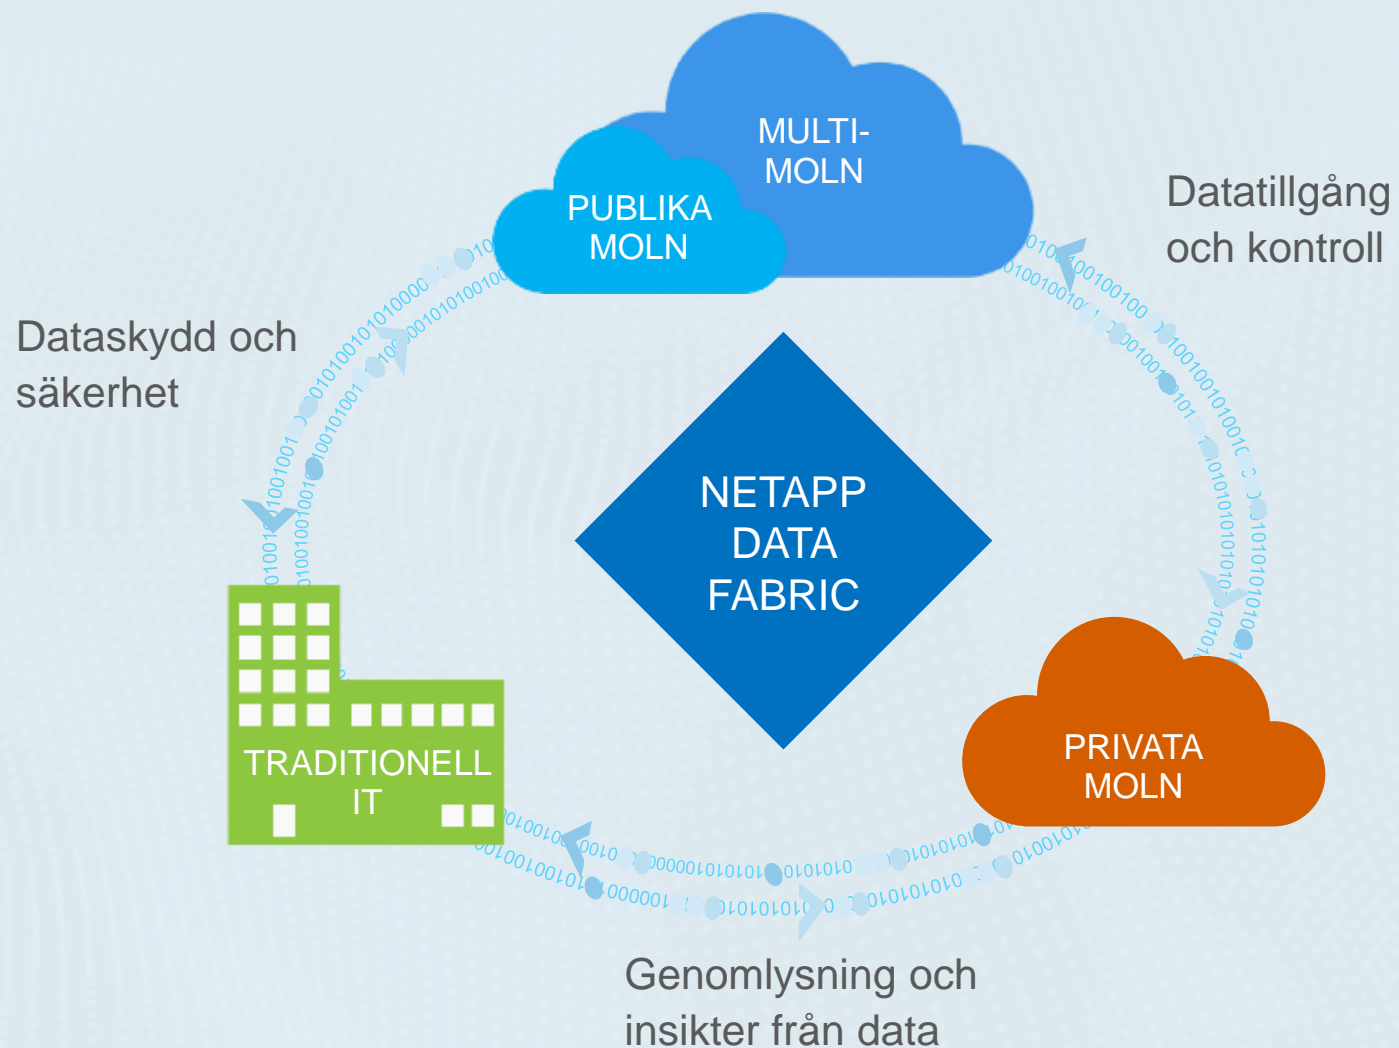 MULTI-
MOLN
PUBLIKA
MOLN
Datatillgång
och kontroll
Dataskydd och
säkerhet
NETAPP
DATA
FABRIC
TRADITIONELL
IT
PRIVATA
MOLN
Genomlysning och
insikter från data